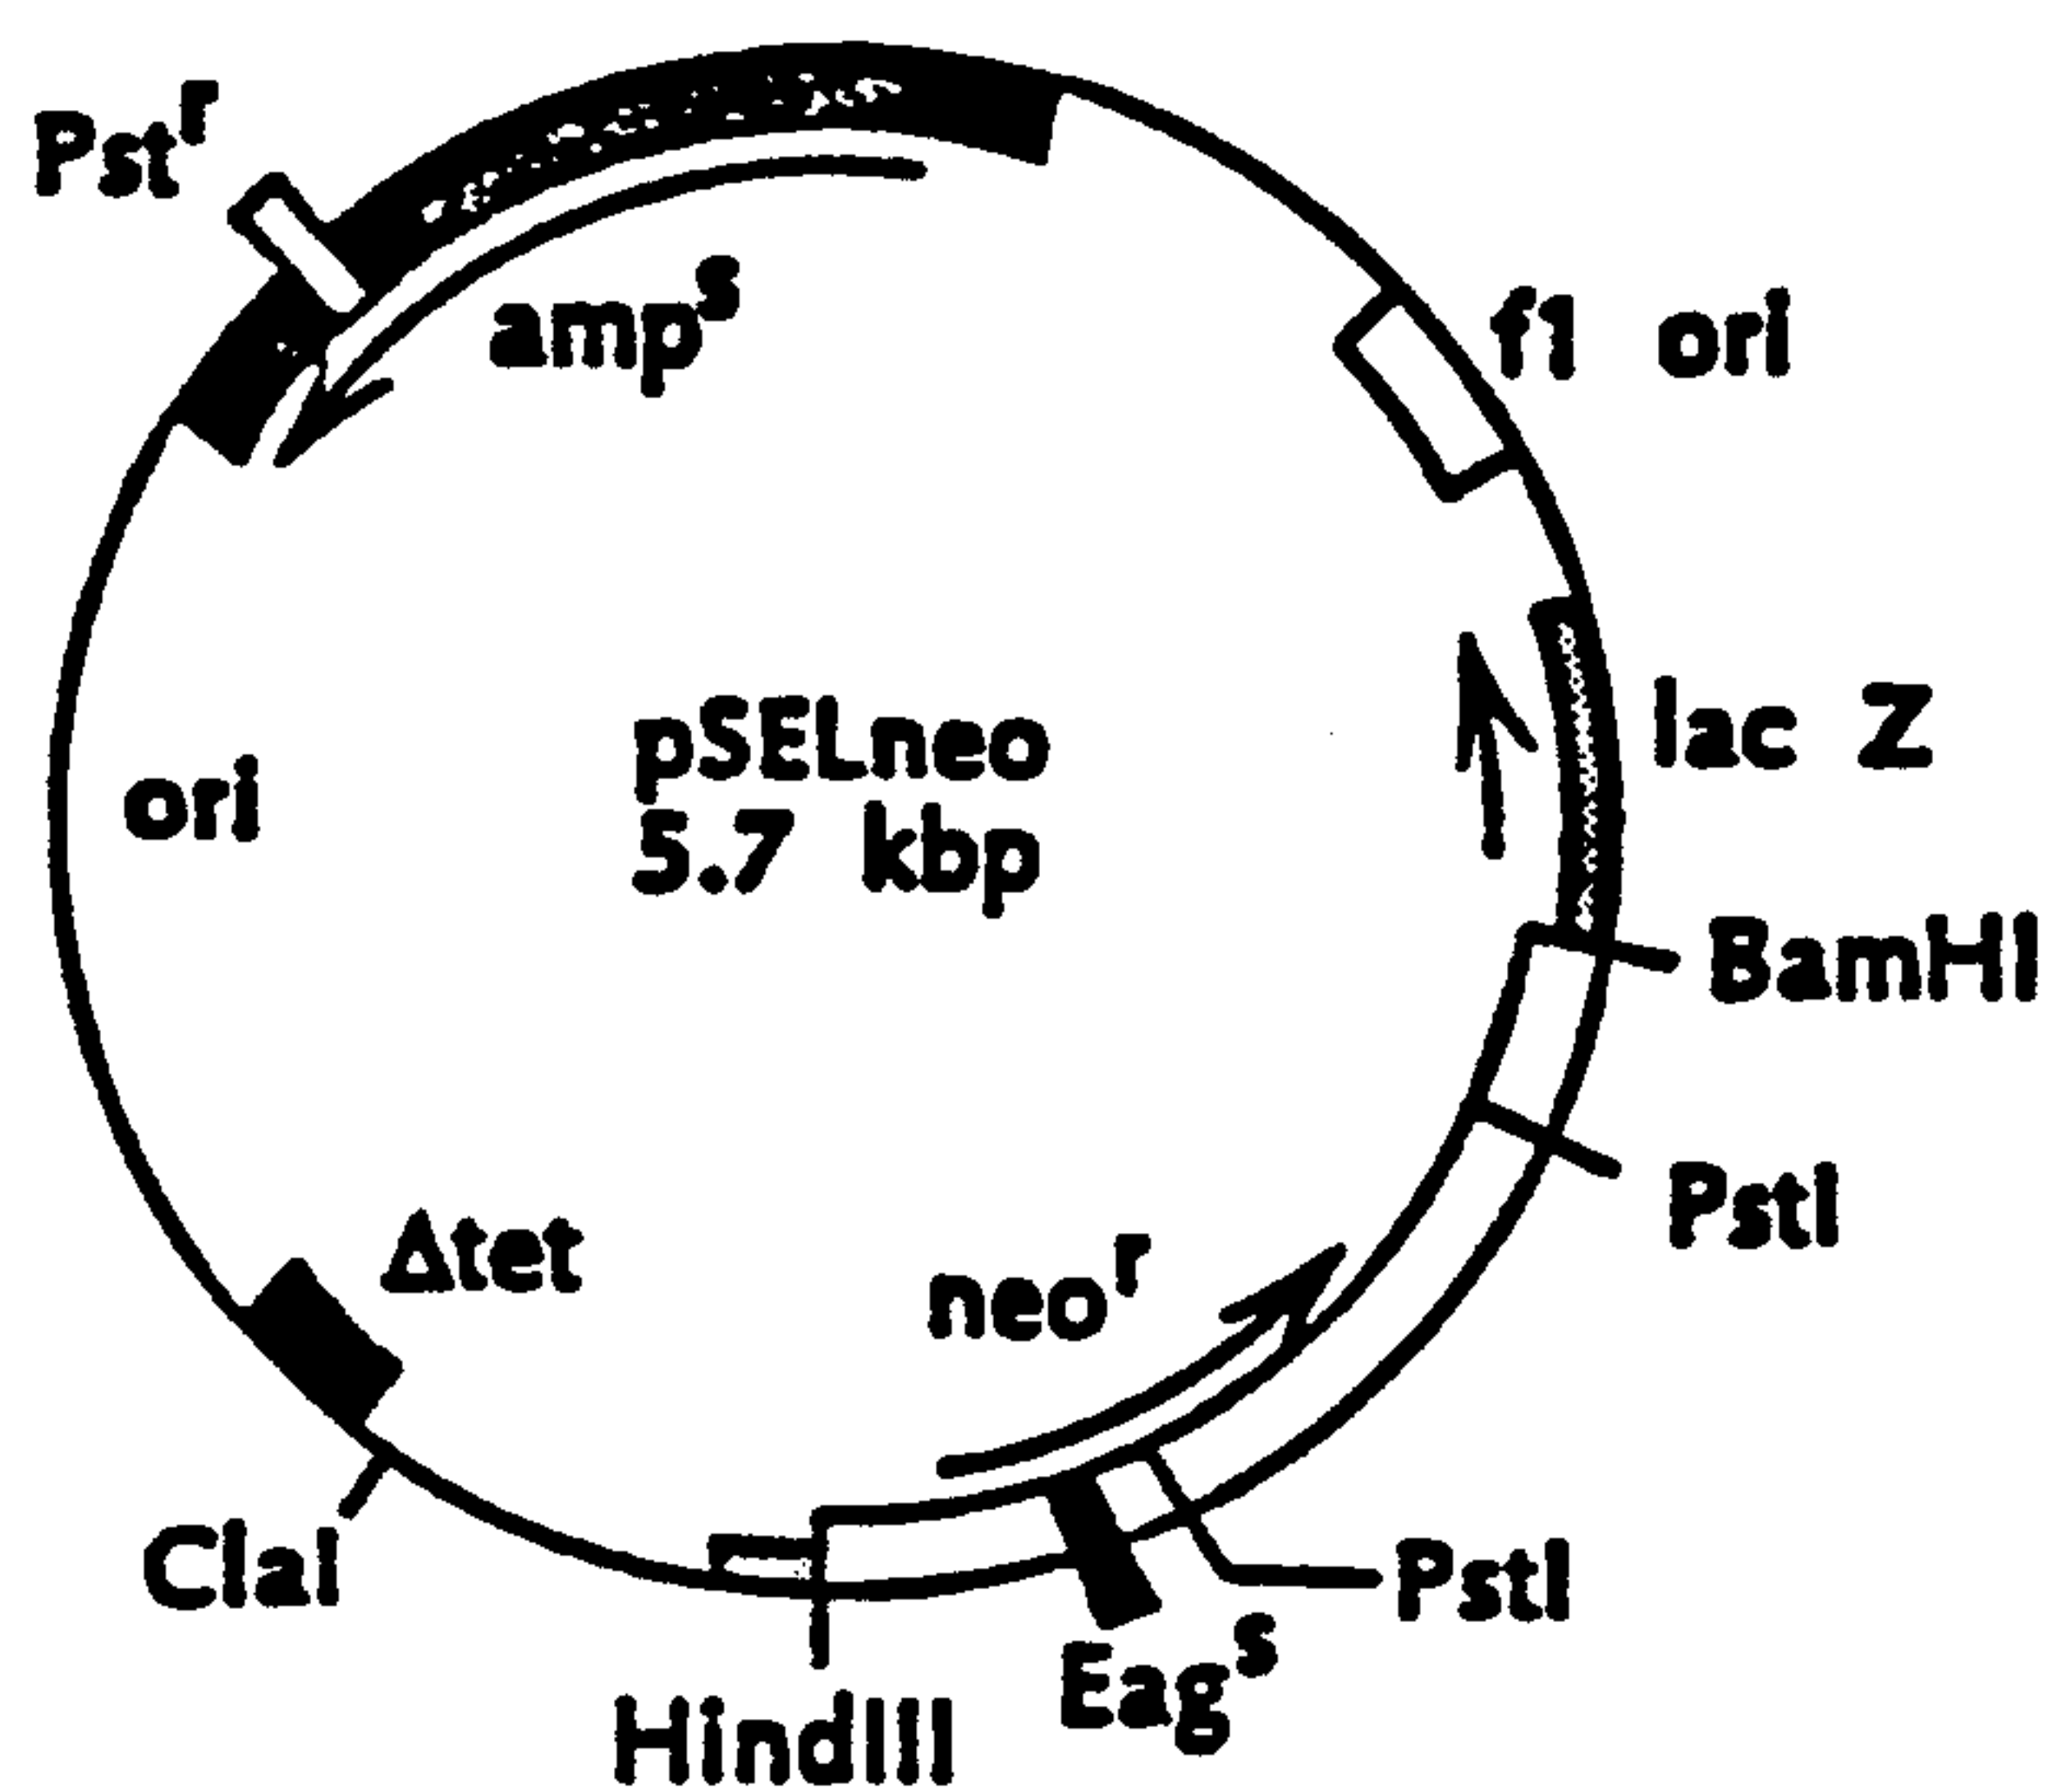 Pst^r
amp^s
f1 ori
pSELneo
5.7 kbp
lac Z
ori
BamHI
PstI
Δtet
neo^r
ClaI
PstI
Eag^s
HindIII